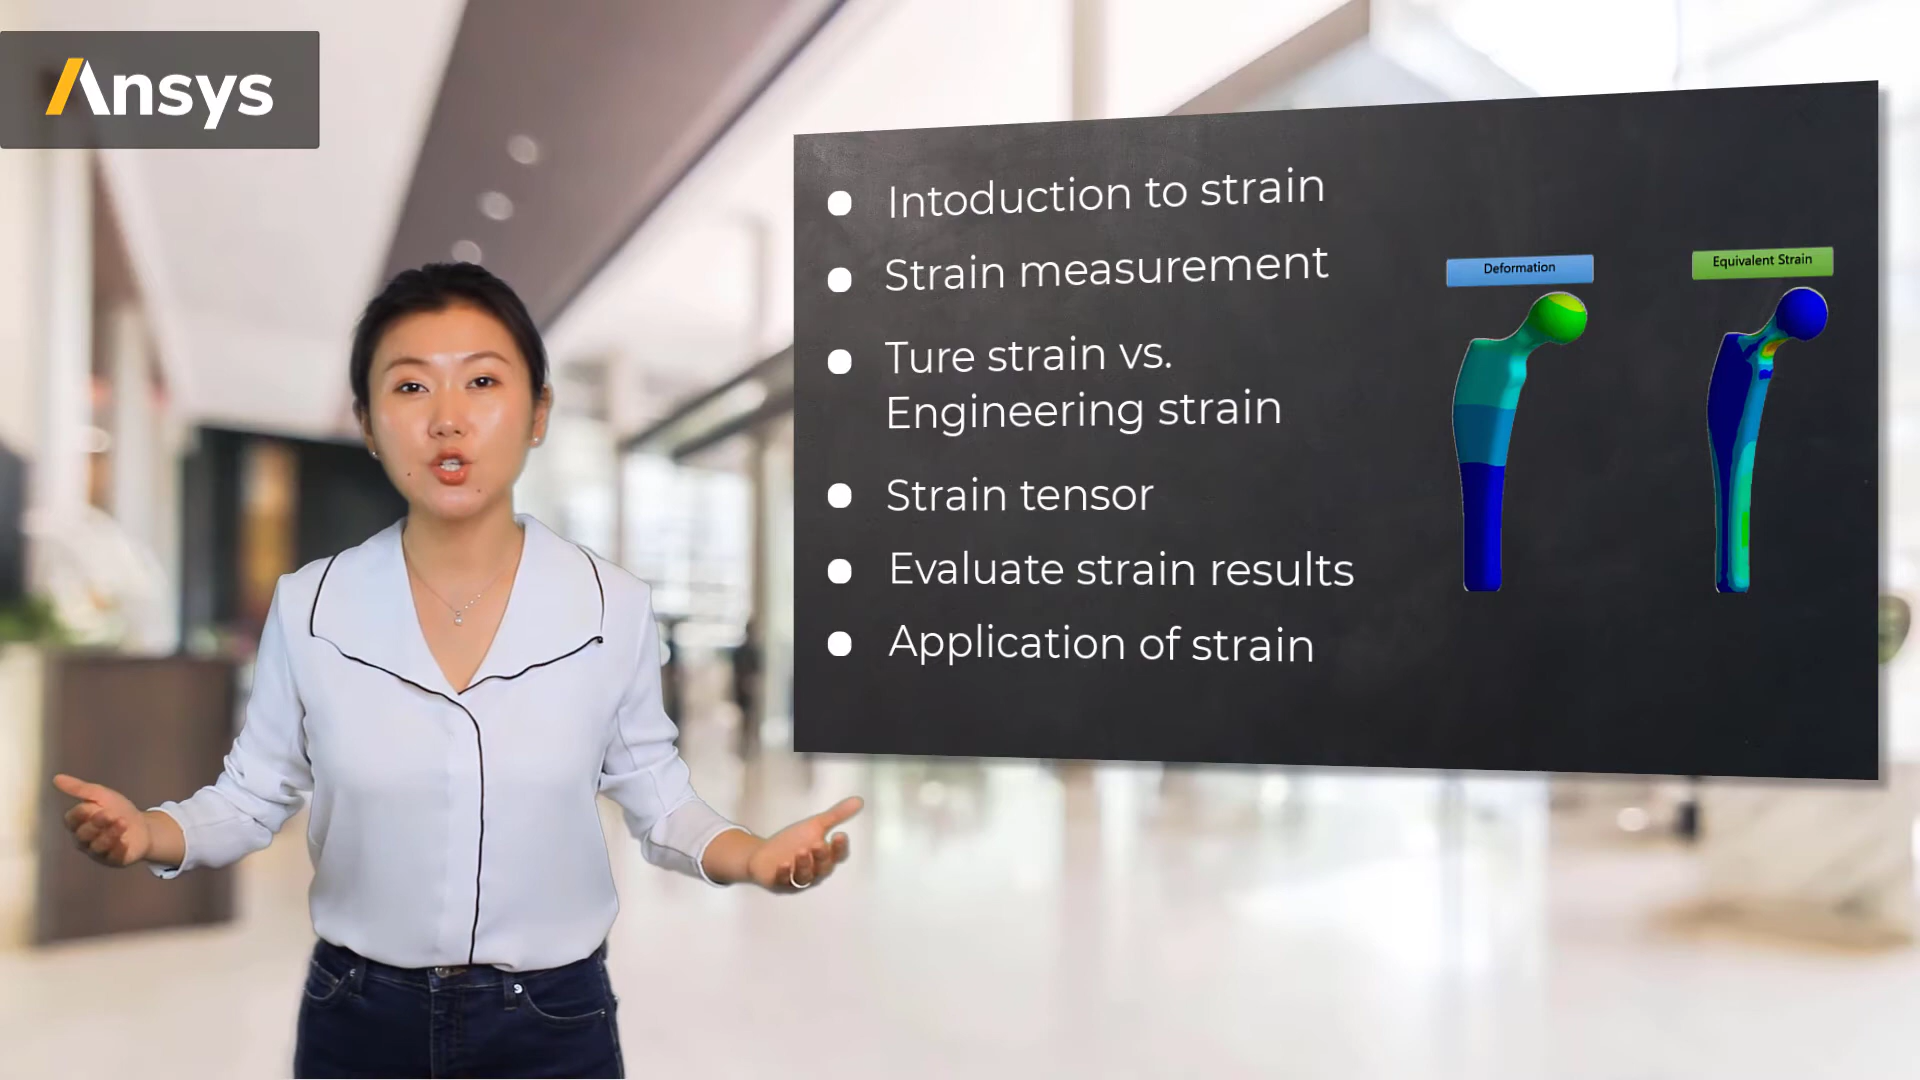 Ansys
Intoduction to strain
Strain measurement
Ture strain vs.
Engineering strain
Strain tensor
Evaluate strain results
Application of strain
Deformation
Equivalent Strain